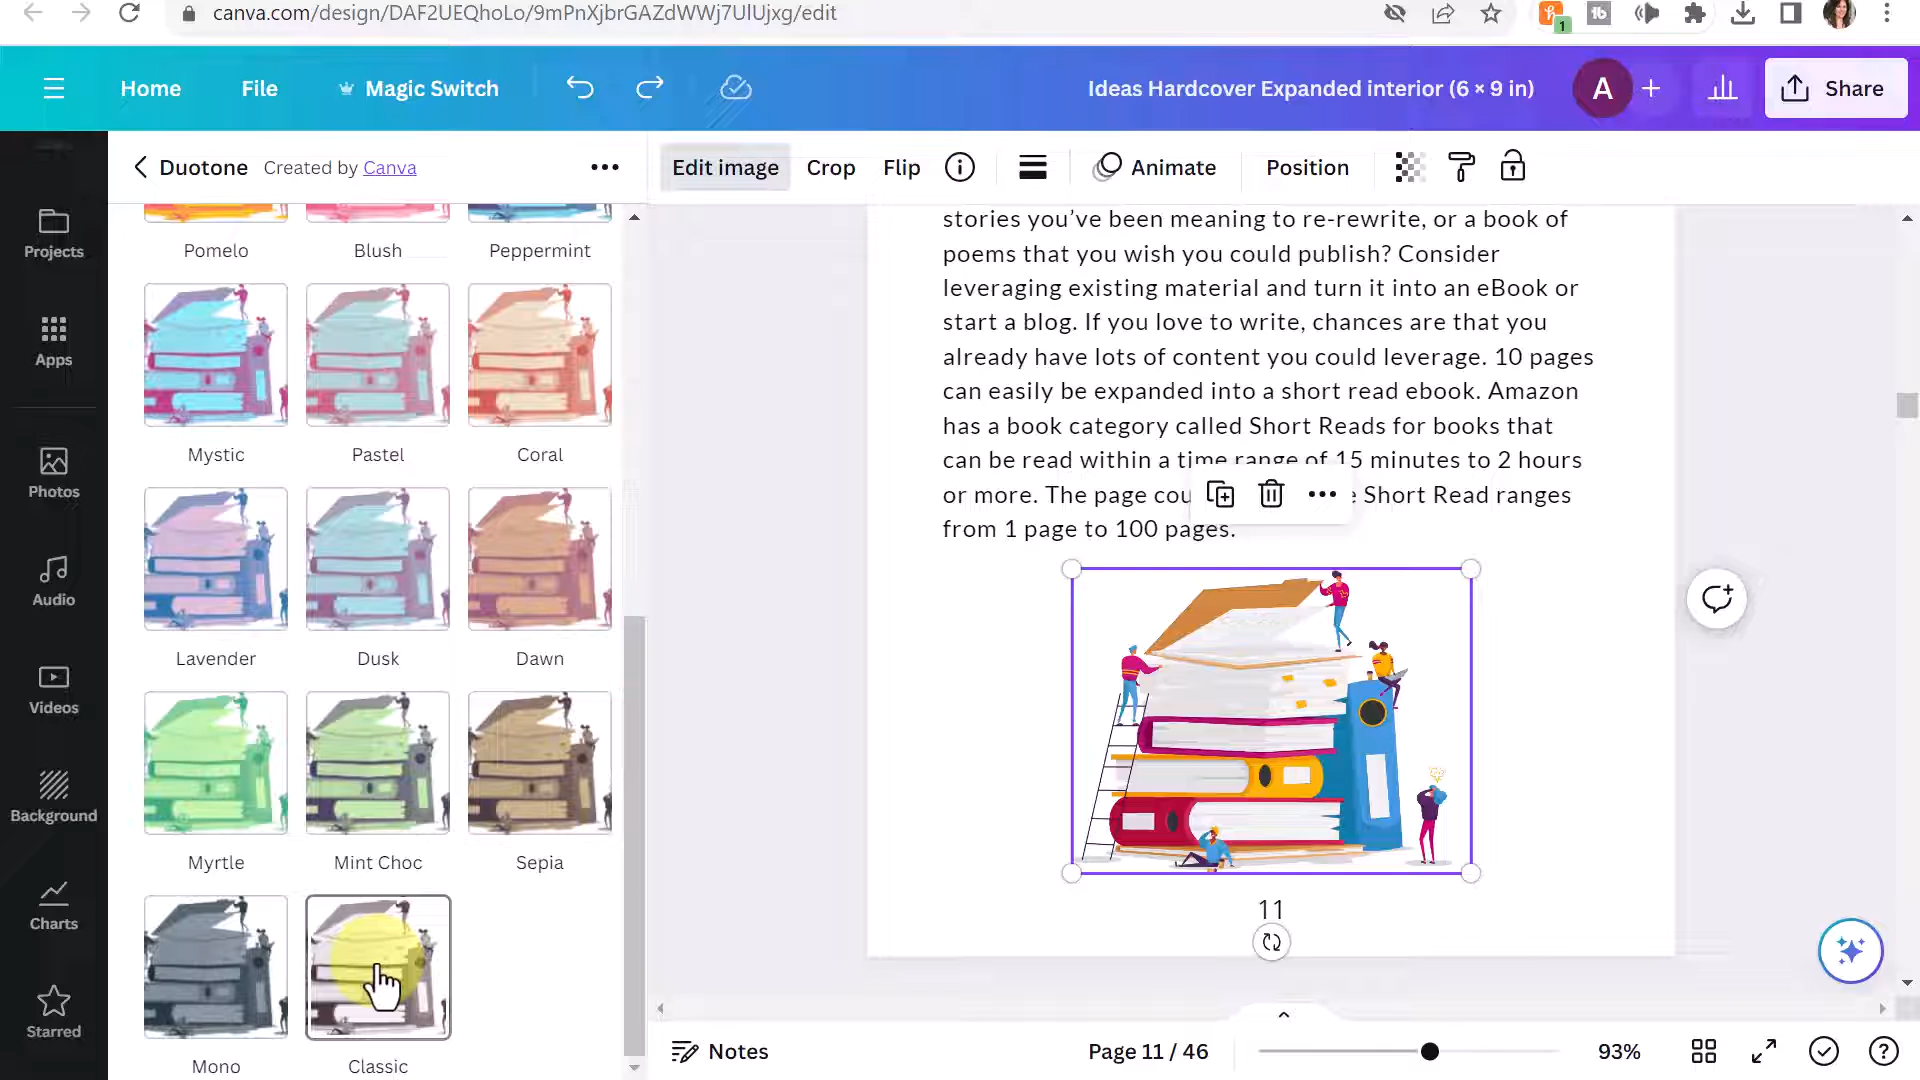 canva.com/design/DAF2UEQhoLo/9mPnXjbrGAZdWWj7UlUjxg/edit
1
Home
File
Magic Switch
Ideas Hardcover Expanded interior (6 × 9 in)
A
Share
Duotone
Created by Canva
Edit image
Crop
Flip
Animate
Position
Projects
Apps
Photos
Audio
Videos
Background
Charts
Starred
Pomelo
Blush
Peppermint
Mystic
Pastel
Coral
Lavender
Dusk
Dawn
Myrtle
Mint Choc
Sepia
Mono
Classic
stories you’ve been meaning to re-rewrite, or a book of
poems that you wish you could publish? Consider
leveraging existing material and turn it into an eBook or
start a blog. If you love to write, chances are that you
already have lots of content you could leverage. 10 pages
can easily be expanded into a short read ebook. Amazon
has a book category called Short Reads for books that
can be read within a time range of 15 minutes to 2 hours
or more. The page cou Short Read ranges
from 1 page to 100 pages.
11
Notes
Page 11 / 46
93%